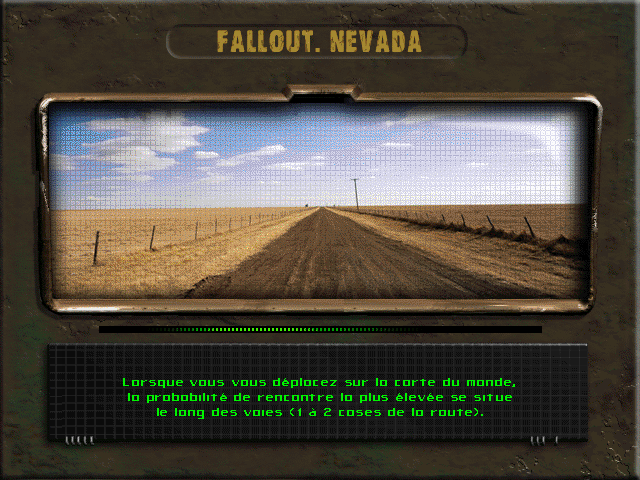 FALLOUT. NEVADA
Lorsque vous vous déplacez sur la carte du monde,
la probabilité de rencontre la plus élevée se situe
le long des voies (1 à 2 cases de la route).